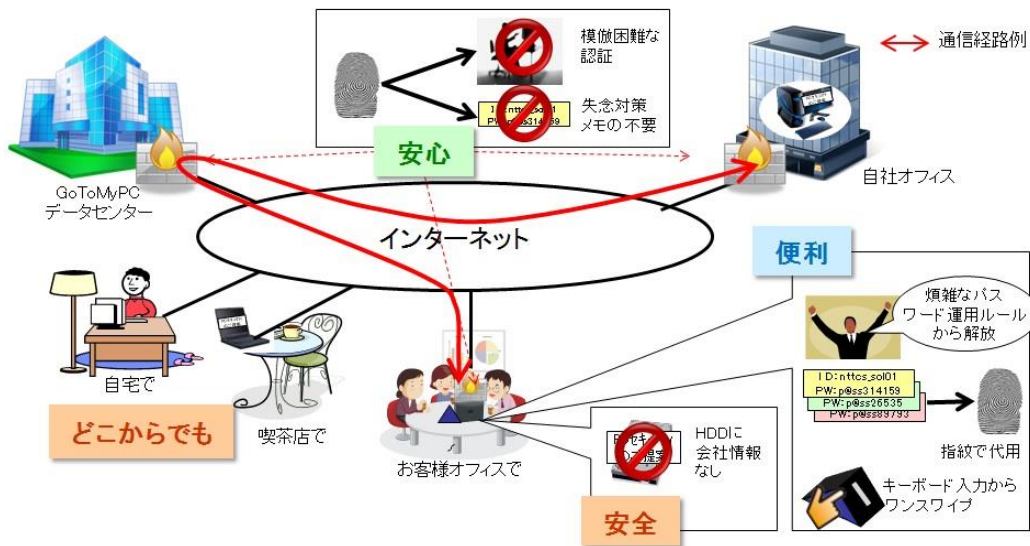 模倣困難な
認証
失念対策
メモの不要
ID:nttcs_sol01
PW:p@ss314159
安心
通信経路例
GoToMyPC
データセンター
自社オフィス
インターネット
便利
煩雑なパス
ワード運用ルール
から解放
自宅で
喫茶店で
どこからでも
お客様オフィスで
ID:nttcs_sol01
PW:p@ss314159
PW:p@ss26535
PW:p@ss89793
指紋で代用
HDDに
会社情報
なし
安全
キーボード入力から
ワンスワイプ